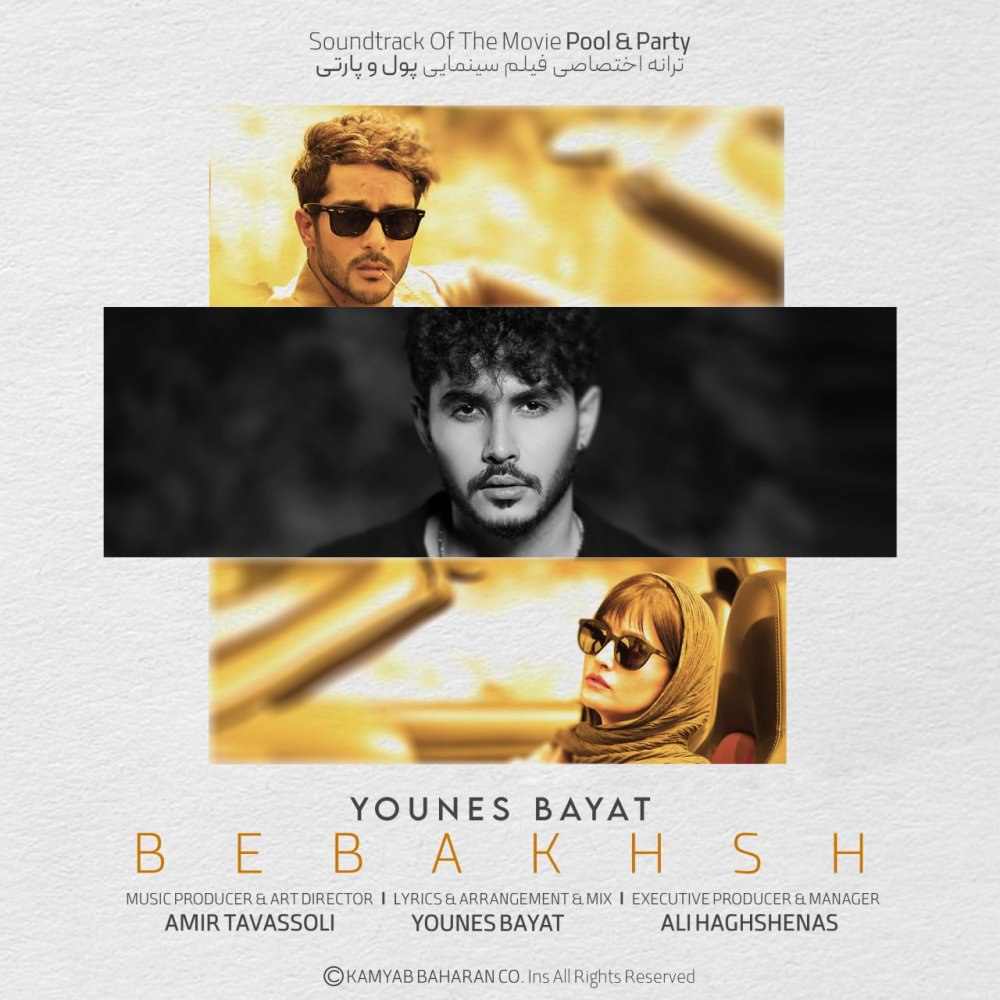 Soundtrack Of The Movie Pool & Party
ترانه اختصاصی فیلم سینمایی پول و پارتی
YOUNES BAYAT
BEBAKHSH
MUSIC PRODUCER & ART DIRECTOR | LYRICS & ARRANGEMENT & MIX | EXECUTIVE PRODUCER & MANAGER
AMIR TAVASSOLI YOUNES BAYAT ALI HAGHSHENAS
© KAMYAB BAHARAN CO. Ins All Rights Reserved